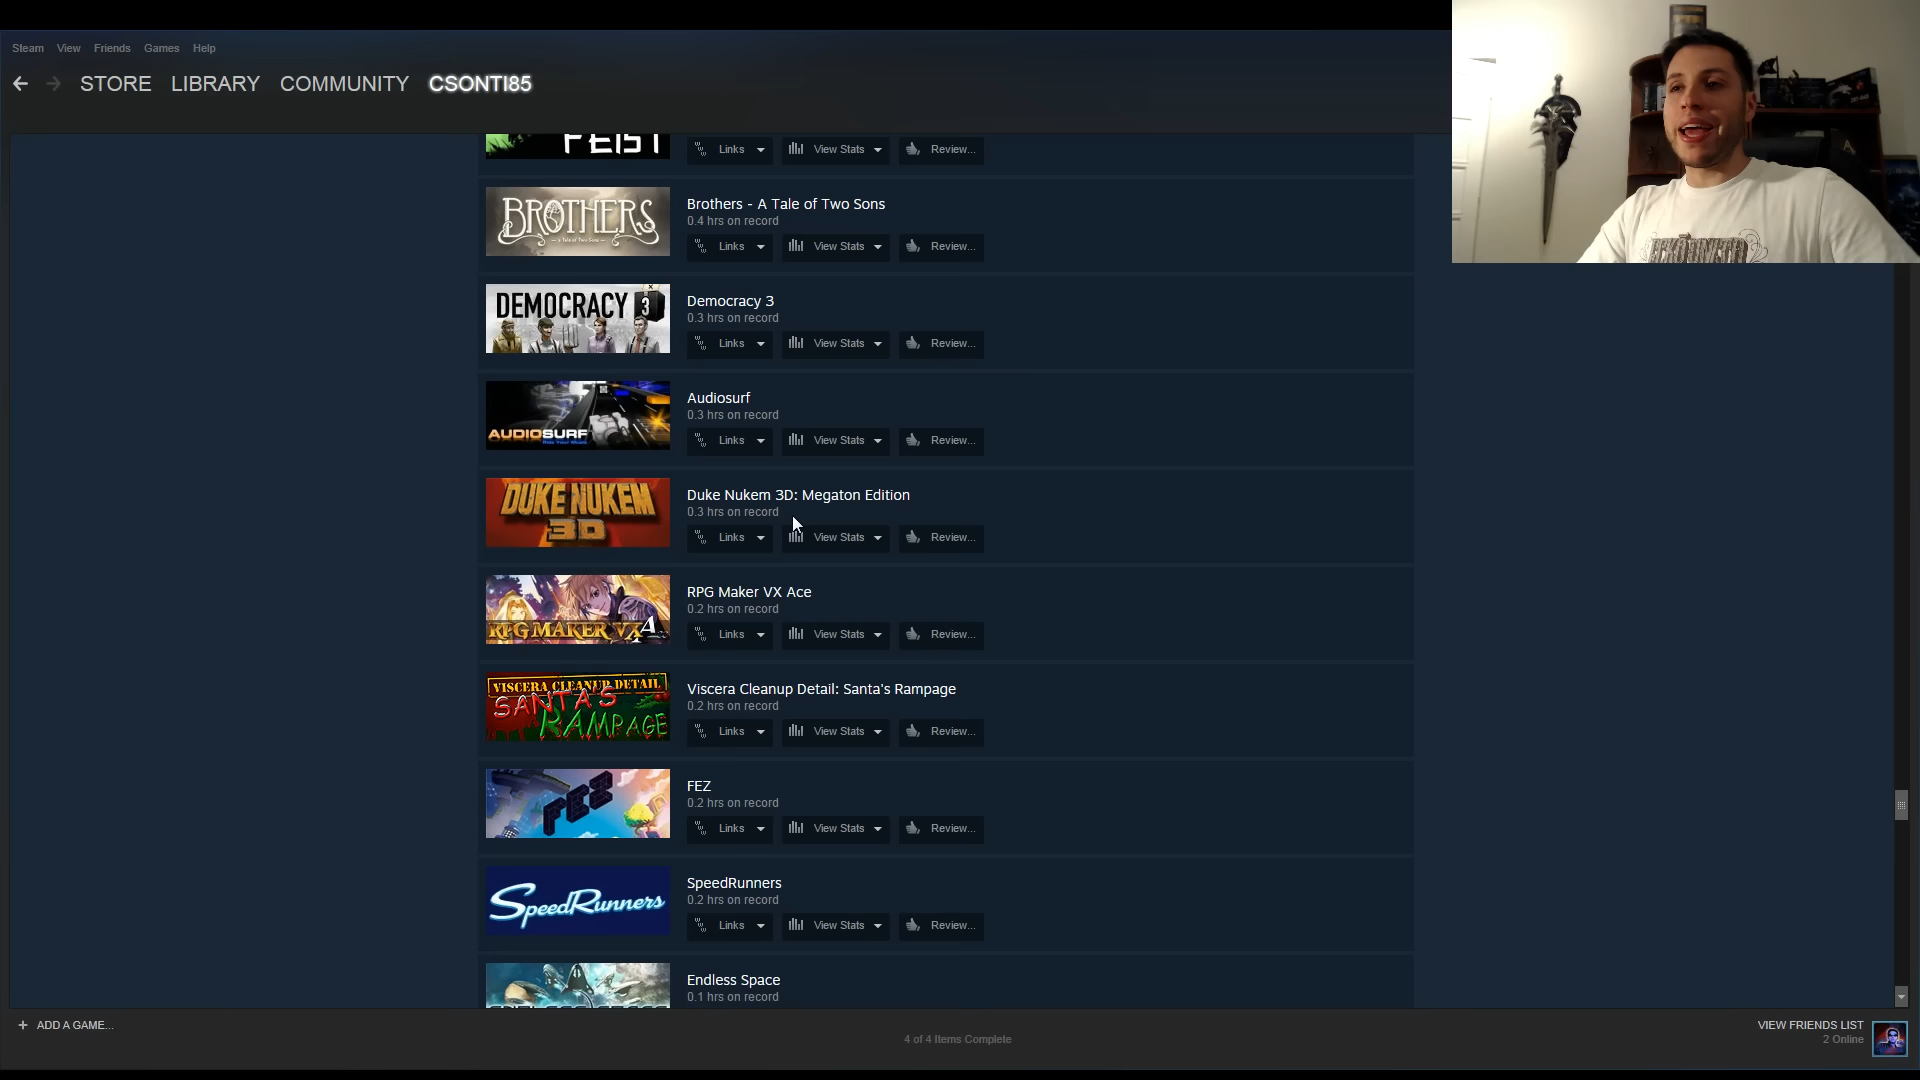 Steam View Friends Games Help
STORE LIBRARY COMMUNITY CSONTI85
FEIST
Links View Stats Review...
BROTHERS
a Tale of Two Sons
Brothers - A Tale of Two Sons
0.4 hrs on record
Links View Stats Review...
DEMOCRACY 3
Democracy 3
0.3 hrs on record
Links View Stats Review...
AUDIOSURF
Ride Your Music
Audiosurf
0.3 hrs on record
Links View Stats Review...
DUKE NUKEM
3D
Duke Nukem 3D: Megaton Edition
0.3 hrs on record
Links View Stats Review...
RPG MAKER VX A
RPG Maker VX Ace
0.2 hrs on record
Links View Stats Review...
VISCERA CLEANUP DETAIL
SANTA'S
RAMPAGE
Viscera Cleanup Detail: Santa's Rampage
0.2 hrs on record
Links View Stats Review...
FEZ
FEZ
0.2 hrs on record
Links View Stats Review...
SpeedRunners
SpeedRunners
0.2 hrs on record
Links View Stats Review...
Endless Space
0.1 hrs on record
+ ADD A GAME...
4 of 4 Items Complete
VIEW FRIENDS LIST
2 Online